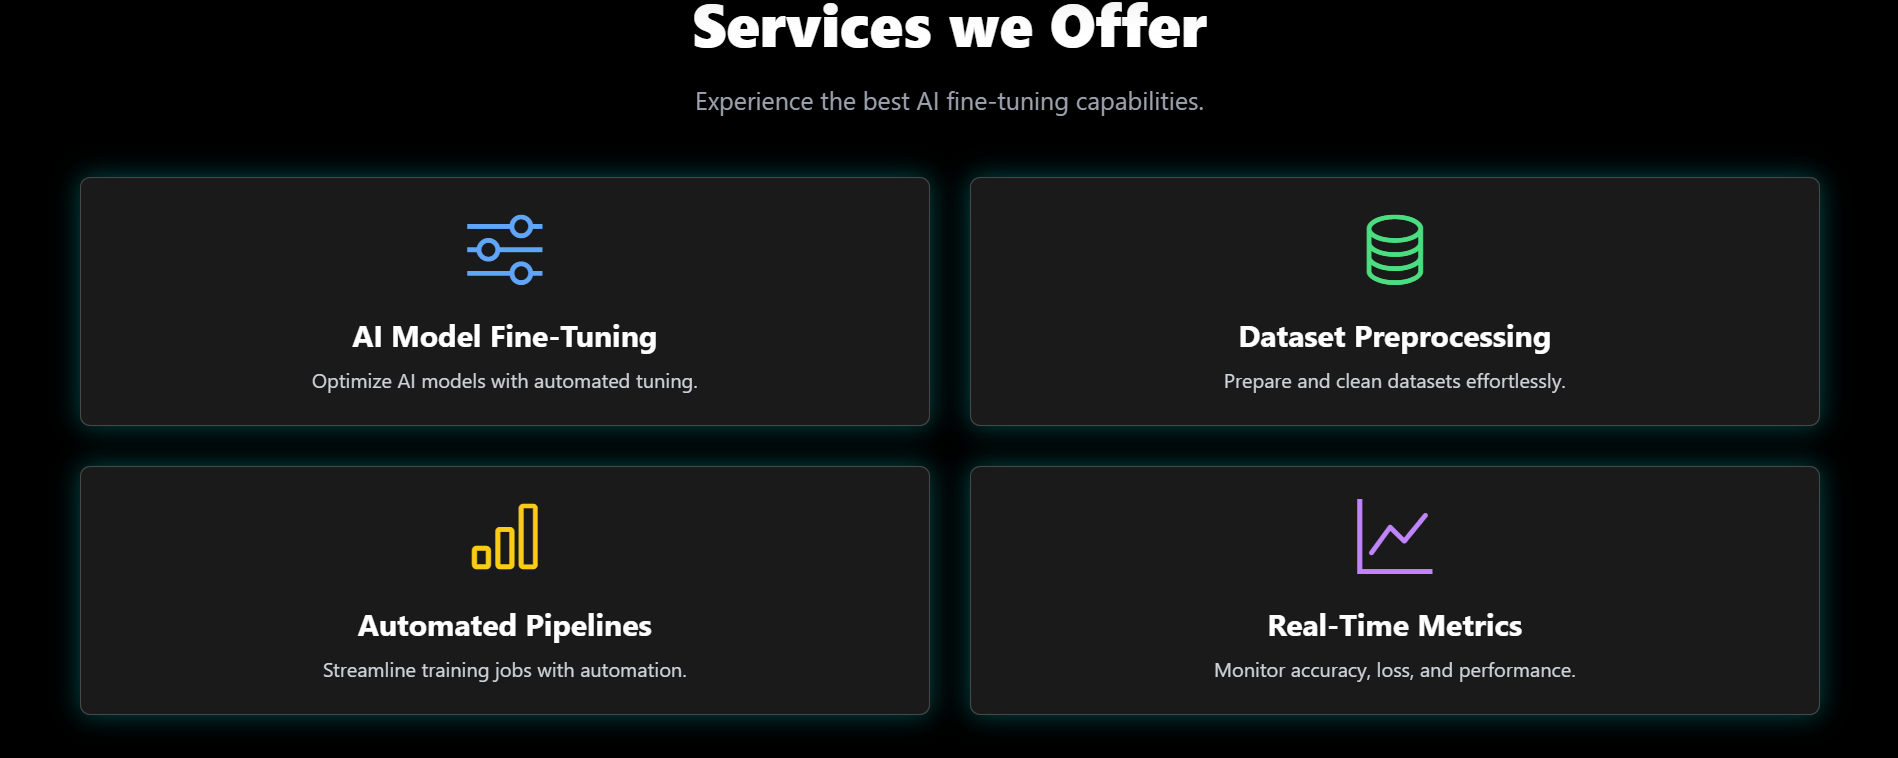 Services we Offer
Experience the best AI fine-tuning capabilities.
AI Model Fine-Tuning
Optimize AI models with automated tuning.
Dataset Preprocessing
Prepare and clean datasets effortlessly.
Automated Pipelines
Streamline training jobs with automation.
Real-Time Metrics
Monitor accuracy, loss, and performance.